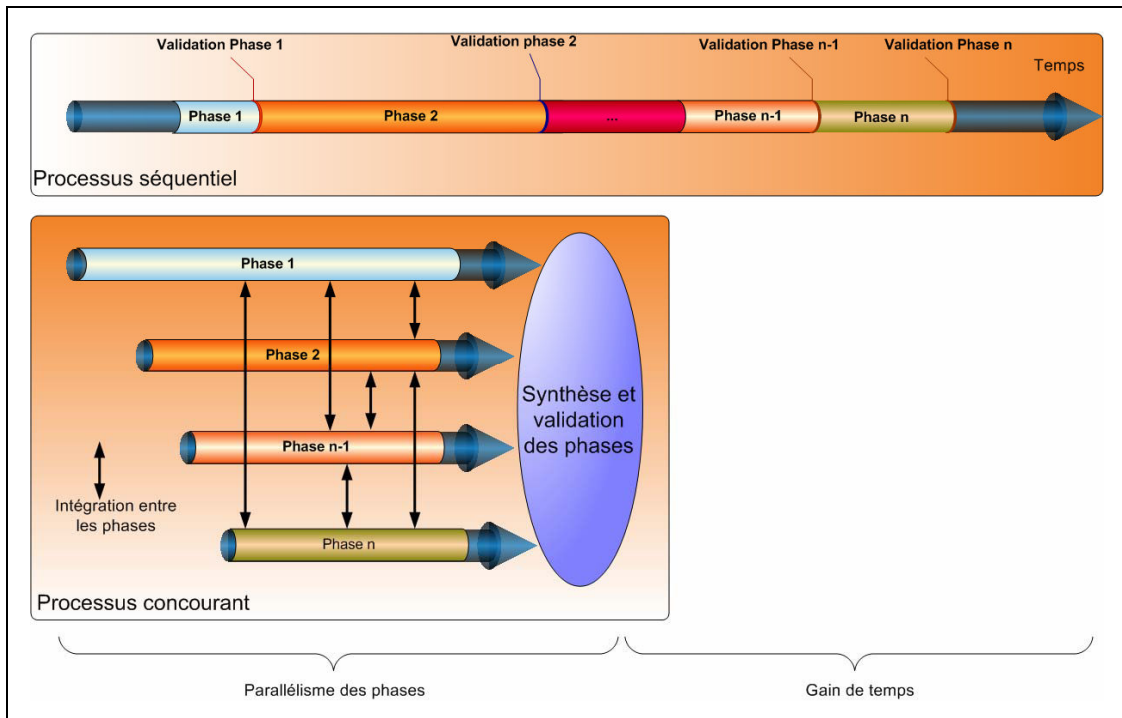 Validation Phase 1
Validation phase 2
Validation Phase n-1
Validation Phase n
Temps
Phase 1
Phase 2
...
Phase n-1
Phase n
Processus séquentiel
Phase 1
Phase 2
Phase n-1
Phase n
Synthèse et
validation
des phases
Intégration entre
les phases
Processus concourant
Parallélisme des phases
Gain de temps